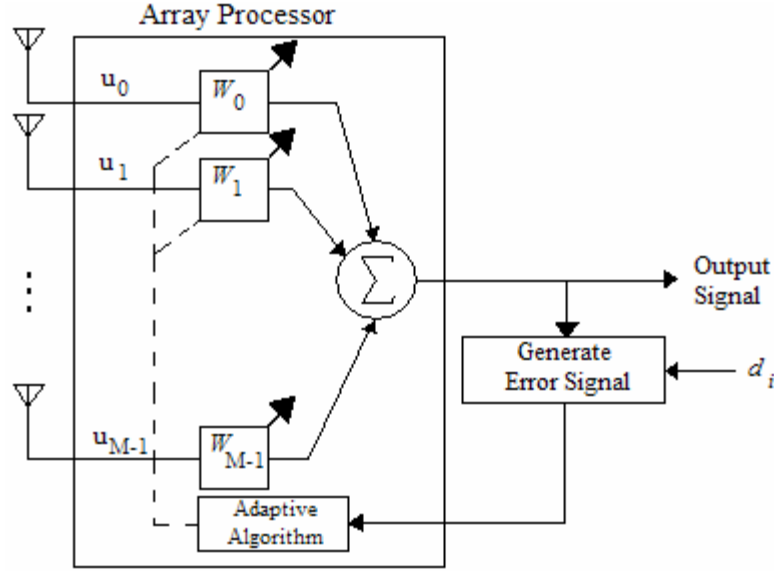 Array Processor
u0
W0
u1
W1
Σ
Output
Signal
Generate
Error Signal
di
uM-1
WM-1
Adaptive
Algorithm